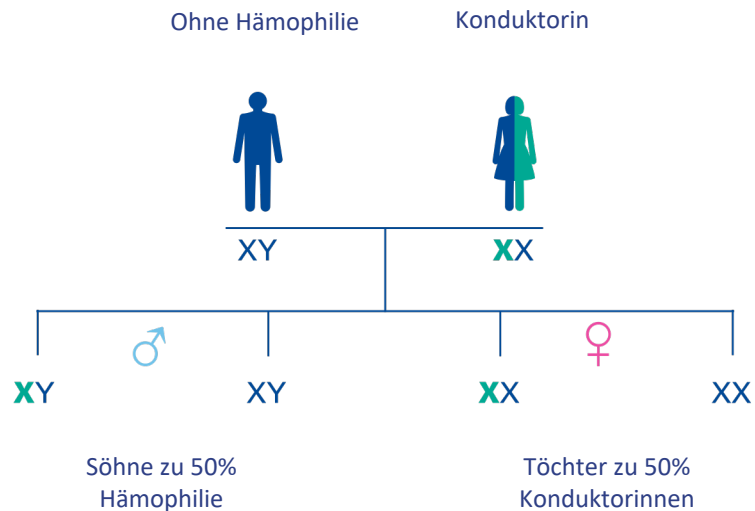 Ohne Hämophilie Konduktorin
XY XX
XY XY XX XX
Söhne zu 50% Töchter zu 50%
Hämophilie Konduktorinnen